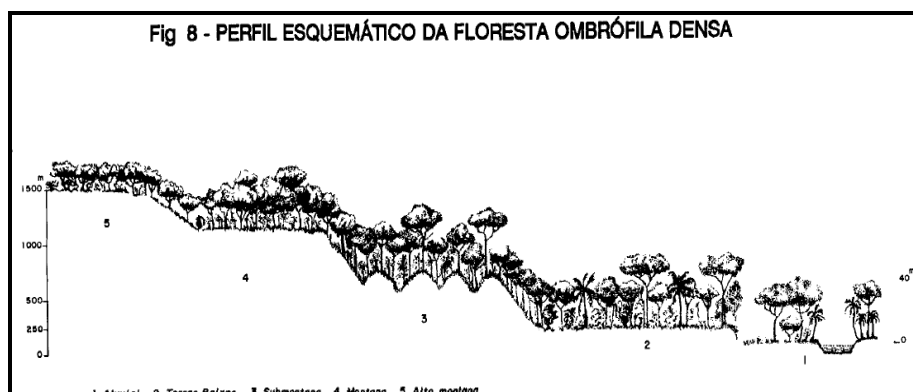 Fig 8 - PERFIL ESQUEMÁTICO DA FLORESTA OMBRÓFILA DENSA
m
1500
5
1000
4
500
3
250
2
0
1
40m
0
1 Aluvial 2 Terras Baixas 3 Submontana 4 Montana 5 Alto montana